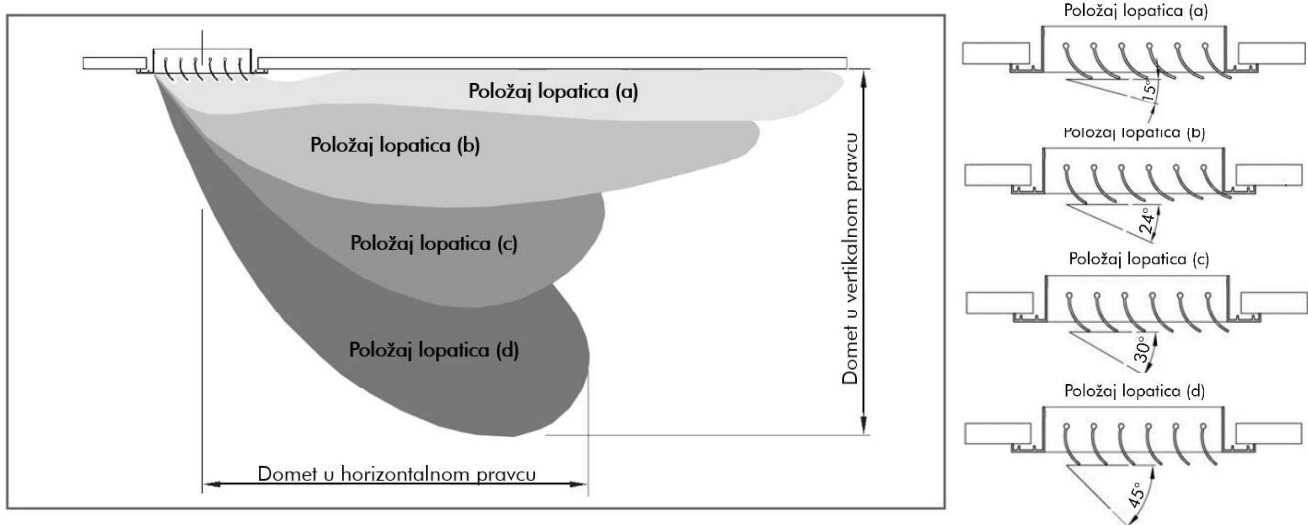 Položaj lopatica (a)
Položaj lopatica (b)
Položaj lopatica (c)
Položaj lopatica (d)
Domet u vertikalnom pravcu
Domet u horizontalnom pravcu
Položaj lopatica (a)
15°
Položaj lopatica (b)
24°
Položaj lopatica (c)
30°
Položaj lopatica (d)
45°